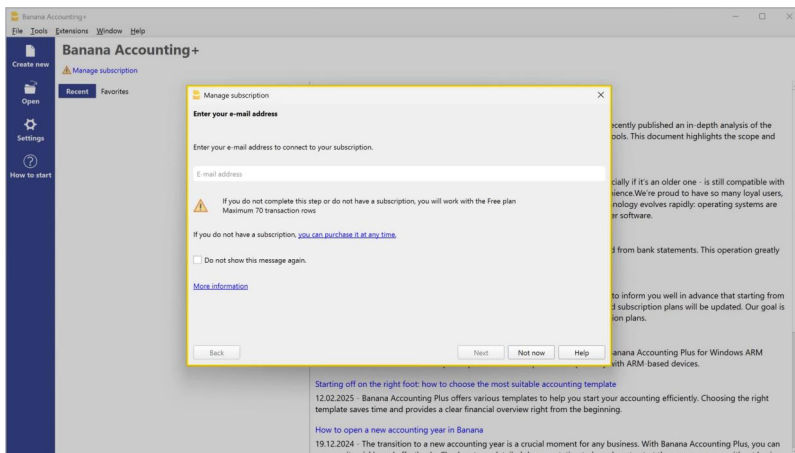 Banana Accounting+
File Tools Extensions Window Help
Create new
Open
Settings
How to start
Banana Accounting+
Manage subscription
Recent Favorites
Manage subscription
Enter your e-mail address
Enter your e-mail address to connect to your subscription.
E-mail address
If you do not complete this step or do not have a subscription, you will work with the Free plan
Maximum 70 transaction rows
If you do not have a subscription, you can purchase it at any time.
Do not show this message again.
More information
Back Next Not now Help
recently published an in-depth analysis of the
ools. This document highlights the scope and
cially if it's an older one - is still compatible with
ience.We're proud to have so many loyal users,
nology evolves rapidly: operating systems are
er software.
d from bank statements. This operation greatly
to inform you well in advance that starting from
d subscription plans will be updated. Our goal is
ion plans.
Banana Accounting Plus for Windows ARM
with ARM-based devices.
Starting off on the right foot: how to choose the most suitable accounting template
12.02.2025 - Banana Accounting Plus offers various templates to help you start your accounting efficiently. Choosing the right
template saves time and provides a clear financial overview right from the beginning.
How to open a new accounting year in Banana
19.12.2024 - The transition to a new accounting year is a crucial moment for any business. With Banana Accounting Plus, you can